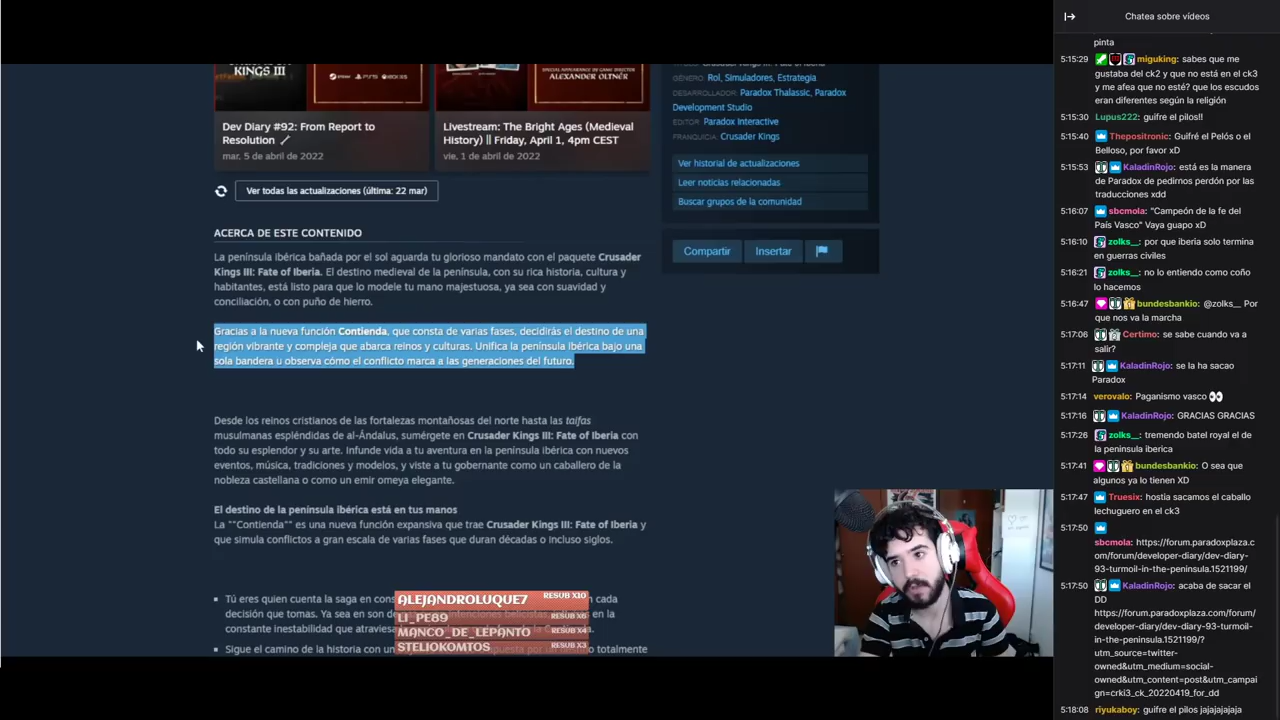 KINGS III
STEAM PS5 XBOX
SPECIAL APPEARANCE BY GAME DIRECTOR
ALEXANDER OLTNÉR
Dev Diary #92: From Report to
Resolution
mar, 5 de abril de 2022
Livestream: The Bright Ages (Medieval
History) || Friday, April 1, 4pm CEST
vie, 1 de abril de 2022
Ver todas las actualizaciones (última: 22 mar)
ACERCA DE ESTE CONTENIDO
La península ibérica bañada por el sol aguarda tu glorioso mandato con el paquete Crusader
Kings III: Fate of Iberia. El destino medieval de la península, con su rica historia, cultura y
habitantes, está listo para que lo modele tu mano majestuosa, ya sea con suavidad y
conciliación, o con puño de hierro.
Gracias a la nueva función Contienda, que consta de varias fases, decidirás el destino de una
región vibrante y compleja que abarca reinos y culturas. Unifica la península ibérica bajo una
sola bandera u observa cómo el conflicto marca a las generaciones del futuro.
Desde los reinos cristianos de las fortalezas montañosas del norte hasta las taifas
musulmanas espléndidas de al-Ándalus, sumérgete en Crusader Kings III: Fate of Iberia con
todo su esplendor y su arte. Infunde vida a tu aventura en la península ibérica con nuevos
eventos, música, tradiciones y modelos, y viste a tu gobernante como un caballero de la
nobleza castellana o como un emir omeya elegante.
El destino de la península ibérica está en tus manos
La ""Contienda"" es una nueva función expansiva que trae Crusader Kings III: Fate of Iberia y
que simula conflictos a gran escala de varias fases que duran décadas o incluso siglos.
Tú eres quien cuenta la saga en cons cada
decisión que tomas. Ya sea en son de en la
constante inestabilidad que atravies
Sigue el camino de la historia con un totalmente
ALEJANDROLUQUE7 RESUB X10
LI_PE89 RESUB X6
MANCO_DE_LEPANTO RESUB X4
STELIOKOMTOS RESUB X3
GÉNERO: Rol, Simuladores, Estrategia
DESARROLLADOR: Paradox Thalassic, Paradox
Development Studio
EDITOR: Paradox Interactive
FRANQUICIA: Crusader Kings
Ver historial de actualizaciones
Leer noticias relacionadas
Buscar grupos de la comunidad
Compartir
Insertar
Chatea sobre vídeos
pinta
5:15:29 miguking: sabes que me
gustaba del ck2 y que no está en el ck3
y me afea que no esté? que los escudos
eran diferentes según la religión
5:15:30 Lupus222: guifre el pilos!!
5:15:40 Thepositronic: Guifré el Pelós o el
Belloso, por favor xD
5:15:53 KaladinRojo: está es la manera
de Paradox de pedirnos perdón por las
traducciones xdd
5:16:07 sbcmola: "Campeón de la fe del
País Vasco" Vaya guapo xD
5:16:10 zolks__: por que iberia solo termina
en guerras civiles
5:16:21 zolks__: no lo entiendo como coño
lo hacemos
5:16:47 bundesbankio: @zolks__ Por
que nos va la marcha
5:17:06 Certimo: se sabe cuando va a
salir?
5:17:11 KaladinRojo: se la ha sacao
Paradox
5:17:14 verovalo: Paganismo vasco
5:17:16 KaladinRojo: GRACIAS GRACIAS
5:17:26 zolks__: tremendo batel royal el de
la peninsula iberica
5:17:41 bundesbankio: O sea que
algunos ya lo tienen XD
5:17:47 Truesix: hostia sacamos el caballo
lechuguero en el ck3
5:17:50
sbcmola: https://forum.paradoxplaza.c
om/forum/developer-diary/dev-diary-
93-turmoil-in-the-peninsula.1521199/
5:17:50 KaladinRojo: acaba de sacar el
DD
https://forum.paradoxplaza.com/forum/
developer-diary/dev-diary-93-turmoil-
in-the-peninsula.1521199/?
utm_source=twitter-
owned&utm_medium=social-
owned&utm_content=post&utm_campai
gn=crki3_ck_20220419_for_dd
5:18:08 riyukaboy: guifre el pilos jajajajajaja